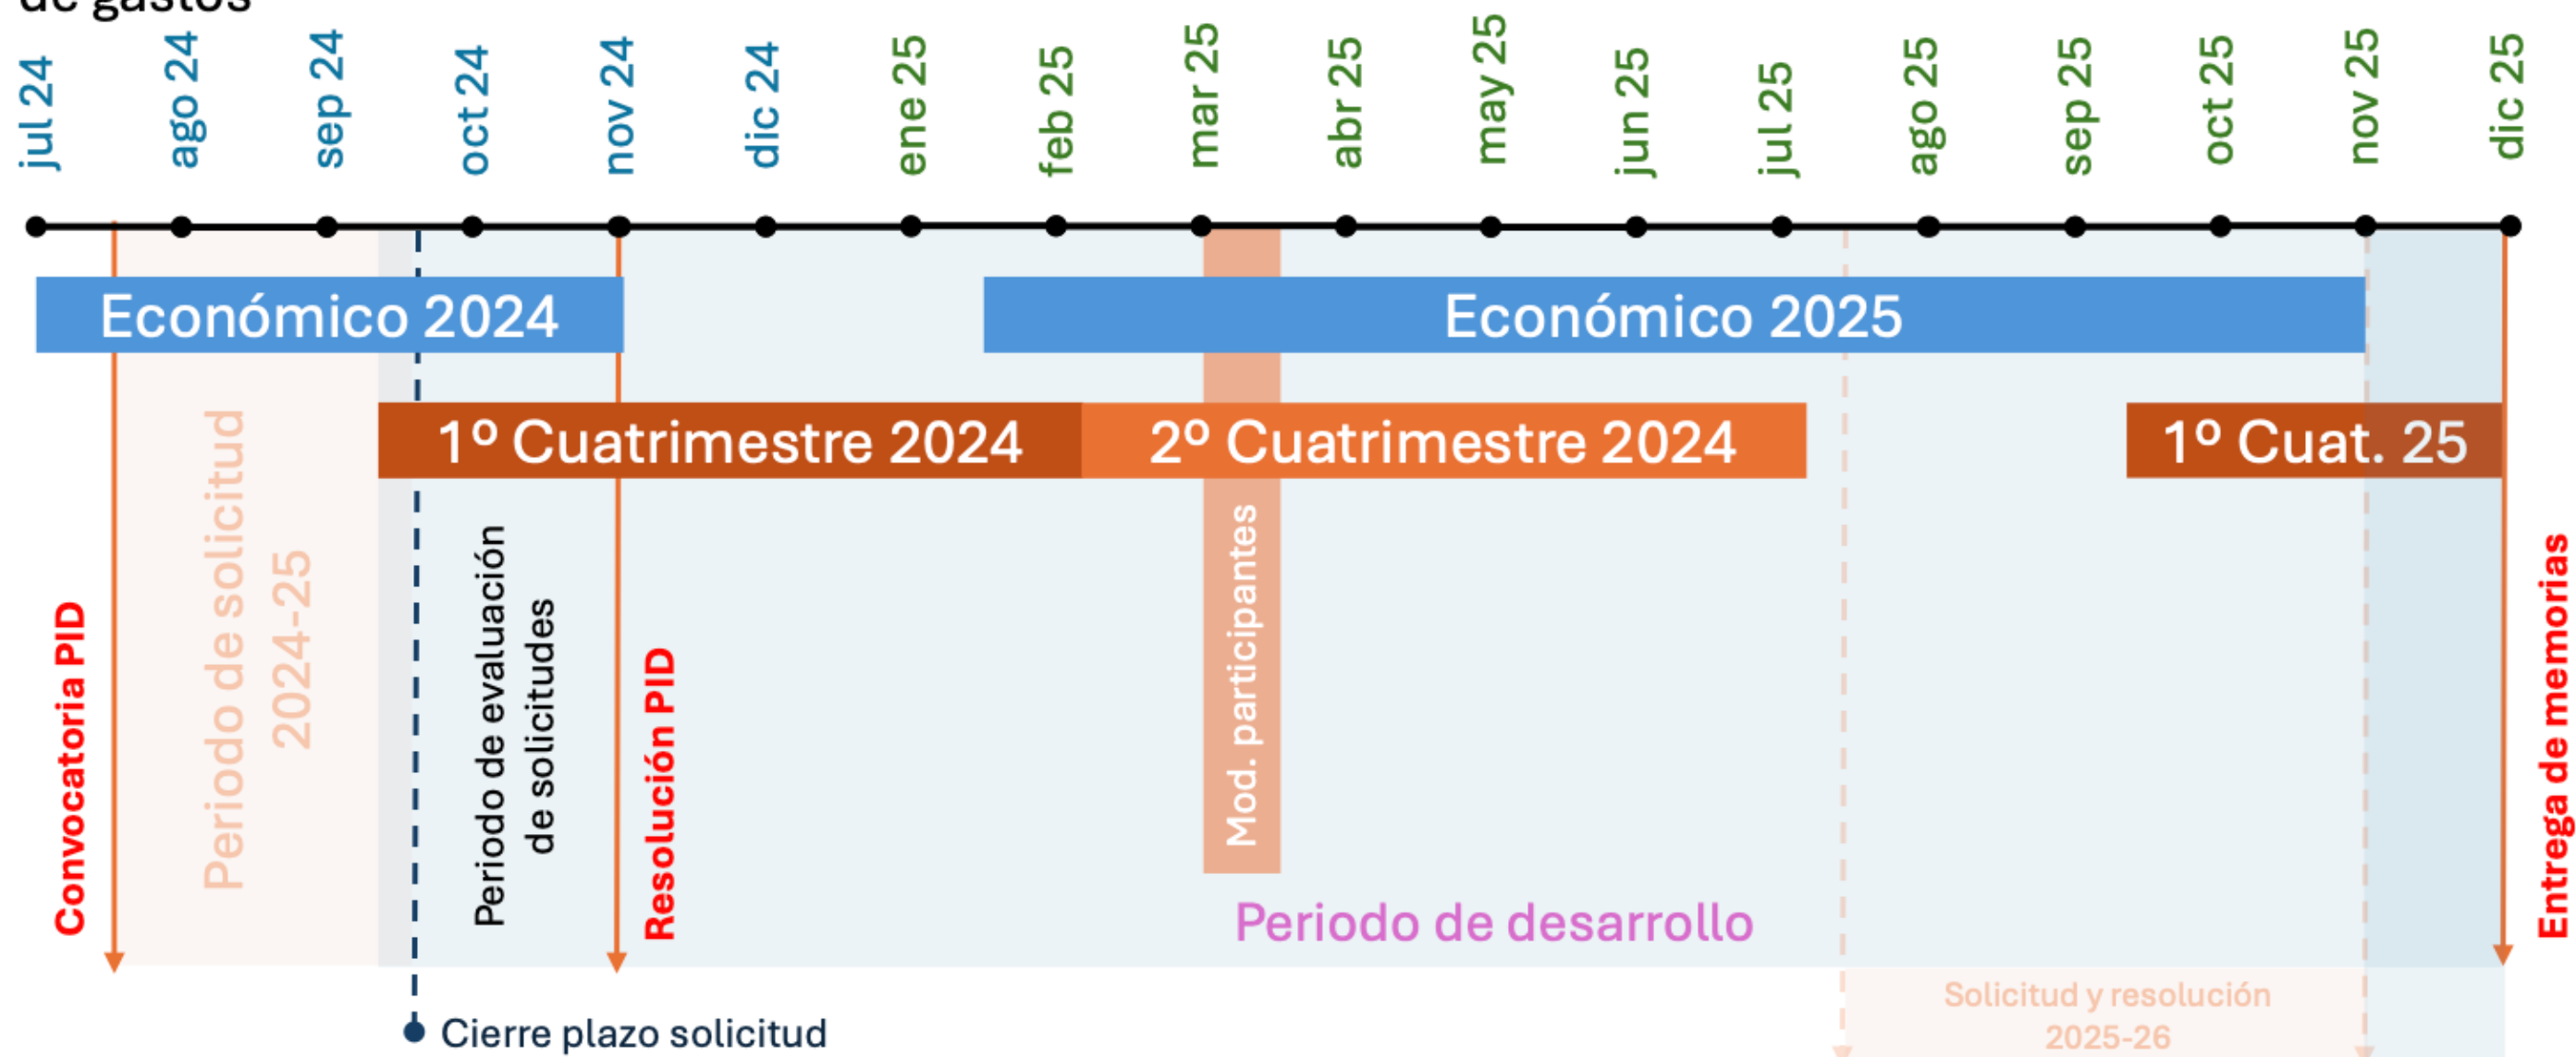 de gastos
jul 24
ago 24
sep 24
oct 24
nov 24
dic 24
ene 25
feb 25
mar 25
abr 25
may 25
jun 25
jul 25
ago 25
sep 25
oct 25
nov 25
dic 25
Económico 2024
Económico 2025
1º Cuatrimestre 2024
2º Cuatrimestre 2024
1º Cuat. 25
Convocatoria PID
Periodo de solicitud
2024-25
Periodo de evaluación
de solicitudes
Resolución PID
Mod. participantes
Entrega de memorias
Periodo de desarrollo
Solicitud y resolución
2025-26
Cierre plazo solicitud